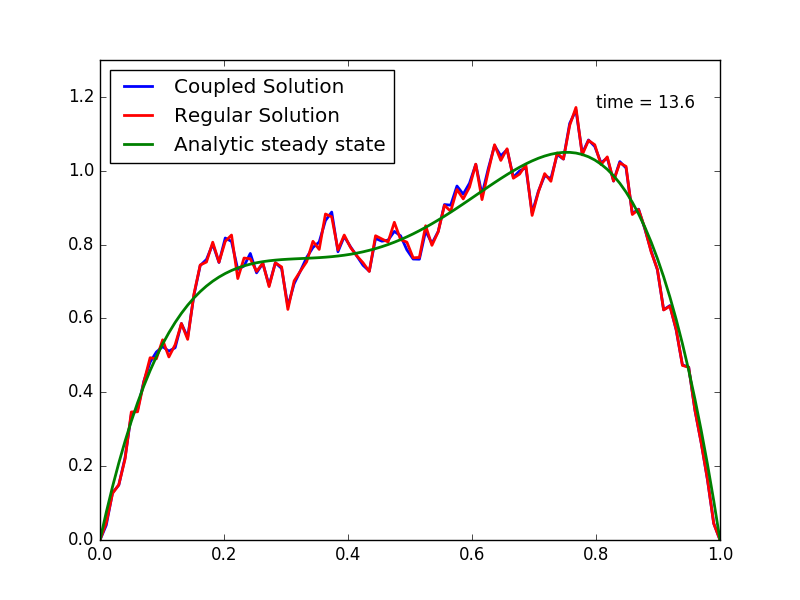 Coupled Solution
Regular Solution
Analytic steady state
time = 13.6
1.2
1.0
0.8
0.6
0.4
0.2
0.0
0.0 0.2 0.4 0.6 0.8 1.0